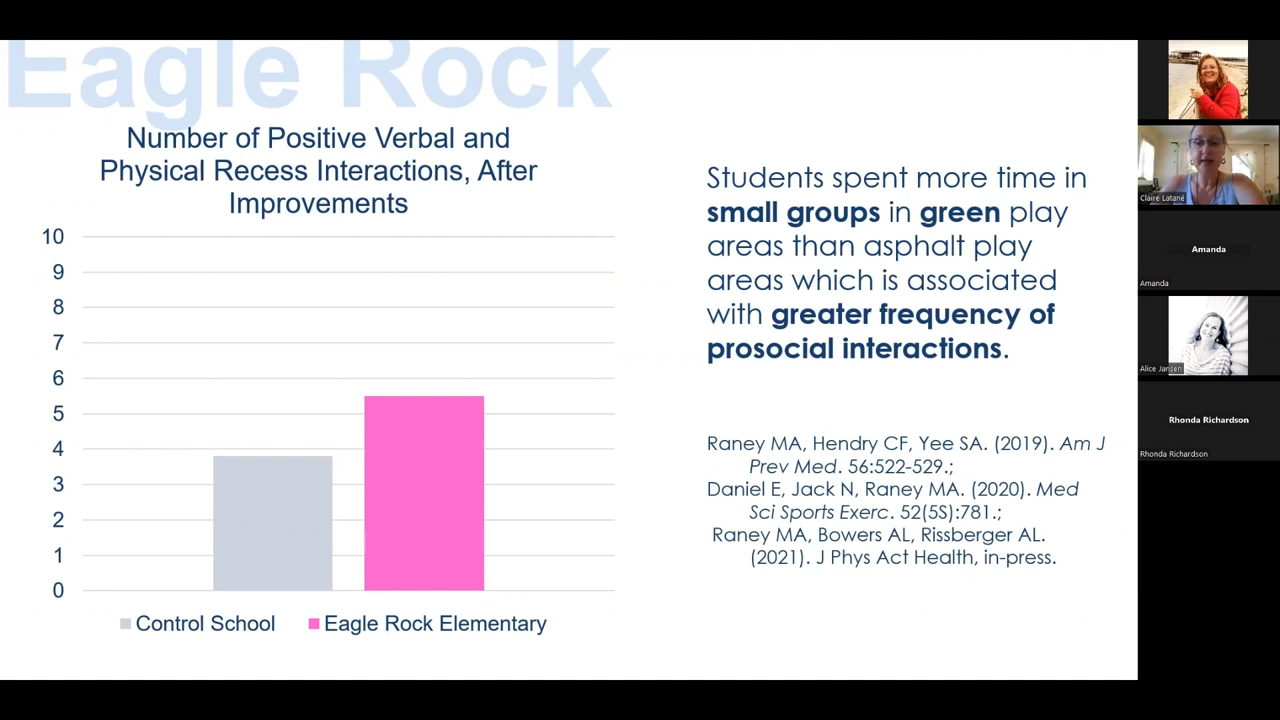 Eagle Rock
Number of Positive Verbal and
Physical Recess Interactions, After
Improvements
10
9
8
7
6
5
4
3
2
1
0
Control School
Eagle Rock Elementary
Students spent more time in
small groups in green play
areas than asphalt play
areas which is associated
with greater frequency of
prosocial interactions.
Raney MA, Hendry CF, Yee SA. (2019). Am J
Prev Med. 56:522-529.;
Daniel E, Jack N, Raney MA. (2020). Med
Sci Sports Exerc. 52(5S):781.;
Raney MA, Bowers AL, Rissberger AL.
(2021). J Phys Act Health, in-press.
Claire Latané
Amanda
Amanda
Alice Jansen
Rhonda Richardson
Rhonda Richardson